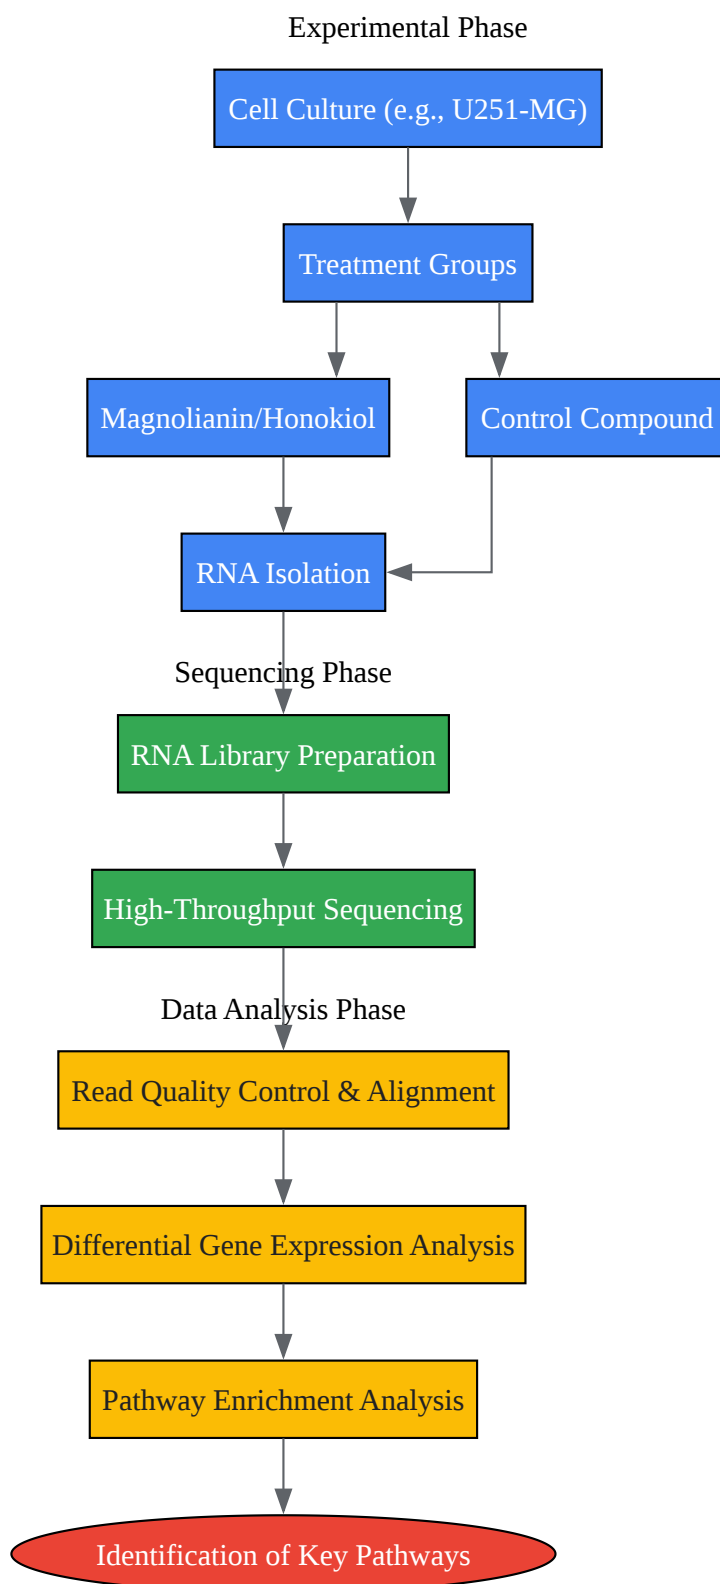 Experimental Phase
Cell Culture (e.g., U251-MG)
Treatment Groups
Magnolianin/Honokiol
Control Compound
RNA Isolation
Sequencing Phase
RNA Library Preparation
High-Throughput Sequencing
Data Analysis Phase
Read Quality Control & Alignment
Differential Gene Expression Analysis
Pathway Enrichment Analysis
Identification of Key Pathways